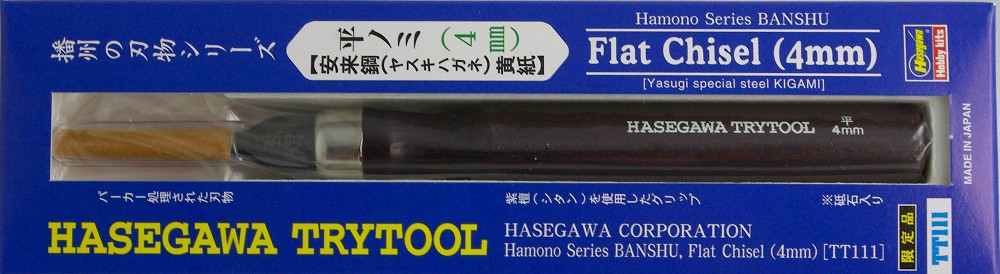 播州の刃物シリーズ
平ノミ(4mm)
【安来鋼(ヤスキハガネ)黄紙】
Hamono Series BANSHU
Flat Chisel (4mm)
[Yasugi special steel KIGAMI]
Hasegawa
Hobby kits
HASEGAWA TRYTOOL 平
4mm
MADE IN JAPAN
パーカー処理された刃物
紫檀(シタン)を使用したグリップ
※砥石入り
HASEGAWA TRYTOOL
HASEGAWA CORPORATION
Hamono Series BANSHU, Flat Chisel (4mm) [TT111]
限定品
TT111